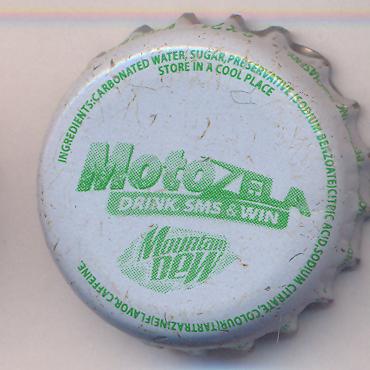 INGREDIENTS:CARBONATED WATER, SUGAR,PRESERVATIVE(SODIUM BENZOATE)CITRIC ACID,SODIUM CITRATE,COLOUR(TARTRAZINE)FLAVOR,CAFFEINE.
STORE IN A COOL PLACE
MotoZELA
DRINK SMS & WIN
Mountain
Dew